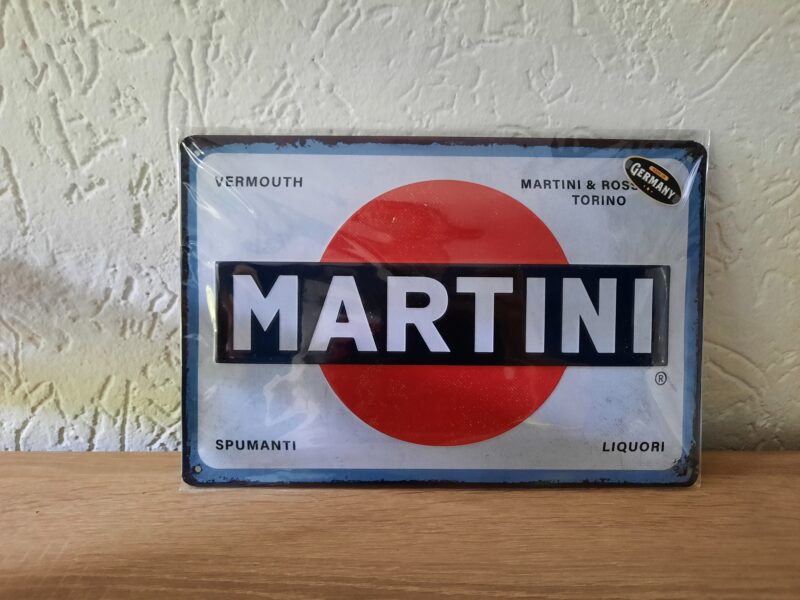 VERMOUTH
MARTINI & ROSS
TORINO
GERMANY
MARTINI
®
SPUMANTI
LIQUORI